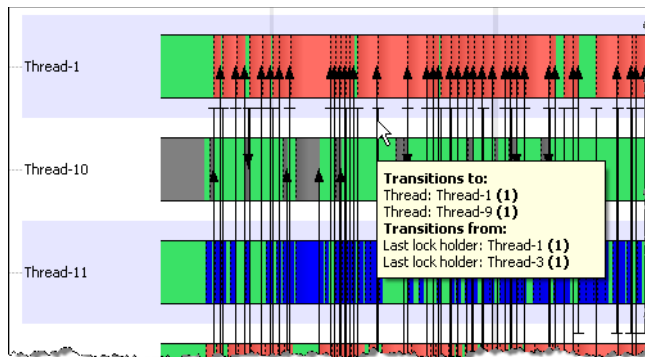 Thread-1
Thread-10
Transitions to:
Thread: Thread-1 (1)
Thread: Thread-9 (1)
Transitions from:
Last lock holder: Thread-1 (1)
Last lock holder: Thread-3 (1)
Thread-11